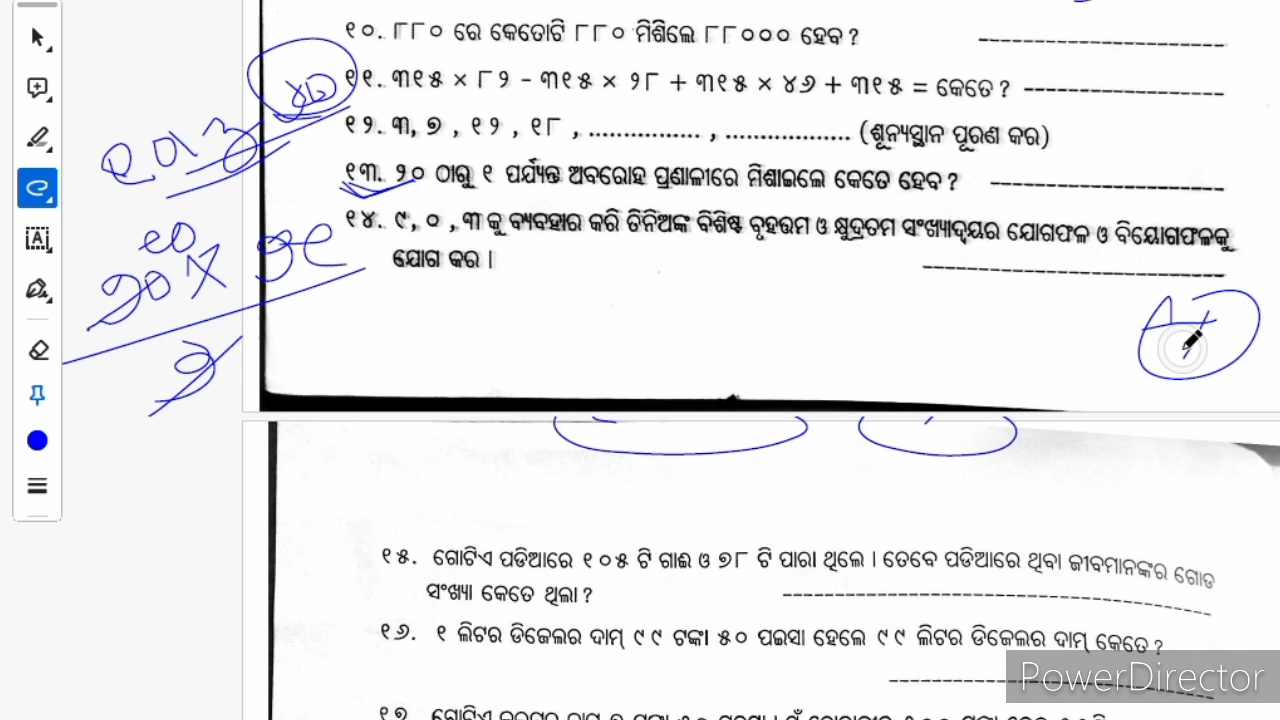 ୧୦. ୮୮୦ ରେ କେତୋଟି ୮୮୦ ମିଶିଲେ ୮୮୦୦୦ ହେବ ?
୧୧. ୩୧୫ × ୮୨ - ୩୧୫ × ୨୮ + ୩୧୫ × ୪୬ + ୩୧୫ = କେତେ ?
୧୨. ୩, ୭ , ୧୨ , ୧୮ , ................ , .................. (ଶୂନ୍ୟସ୍ଥାନ ପୂରଣ କର)
୧୩. ୨୦ ଠାରୁ ୧ ପର୍ଯ୍ୟନ୍ତ ଅବରୋହ ପ୍ରଣାଳୀରେ ମିଶାଇଲେ କେତେ ହେବ ?
୧୪. ୯, ୦ , ୩ କୁ ବ୍ୟବହାର କରି ତିନିଅଙ୍କ ବିଶିଷ୍ଟ ବୃହତ୍ତମ ଓ କ୍ଷୁଦ୍ରତମ ସଂଖ୍ୟାଦ୍ୱୟର ଯୋଗଫଳ ଓ ବିୟୋଗଫଳକୁ
ଯୋଗ କର ।
A+
୧୫. ଗୋଟିଏ ପଡିଆରେ ୧୦୫ ଟି ଗାଈ ଓ ୭୮ ଟି ପାରା ଥିଲେ । ତେବେ ପଡିଆରେ ଥିବା ଜୀବମାନଙ୍କର ଗୋଡ
ସଂଖ୍ୟା କେତେ ଥିଲା ?
୧୬. ୧ ଲିଟର ଡିଜେଲର ଦାମ୍ ୯୯ ଟଙ୍କା ୫୦ ପଇସା ହେଲେ ୯୯ ଲିଟର ଡିଜେଲର ଦାମ୍ କେତେ ?
PowerDirector